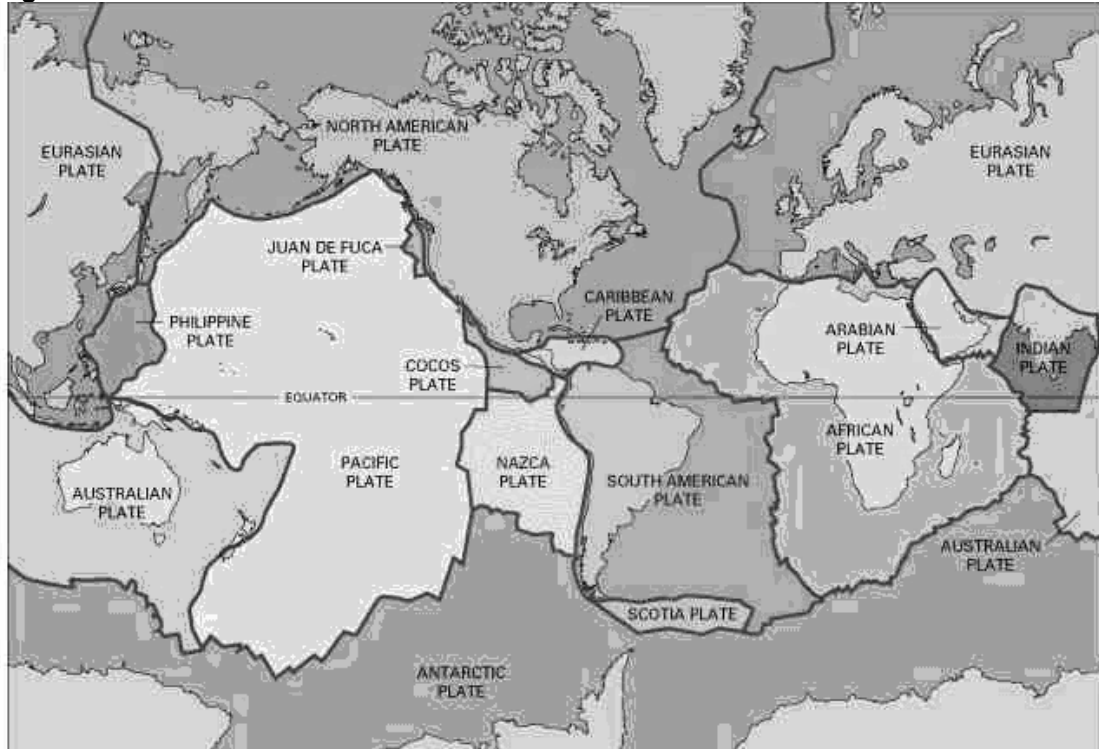 NORTH AMERICAN
PLATE
EURASIAN
PLATE
EURASIAN
PLATE
JUAN DE FUCA
PLATE
CARIBBEAN
PLATE
PHILIPPINE
PLATE
ARABIAN
PLATE
INDIAN
PLATE
COCOS
PLATE
EQUATOR
AFRICAN
PLATE
PACIFIC
PLATE
NAZCA
PLATE
SOUTH AMERICAN
PLATE
AUSTRALIAN
PLATE
AUSTRALIAN
PLATE
SCOTIA PLATE
ANTARCTIC
PLATE